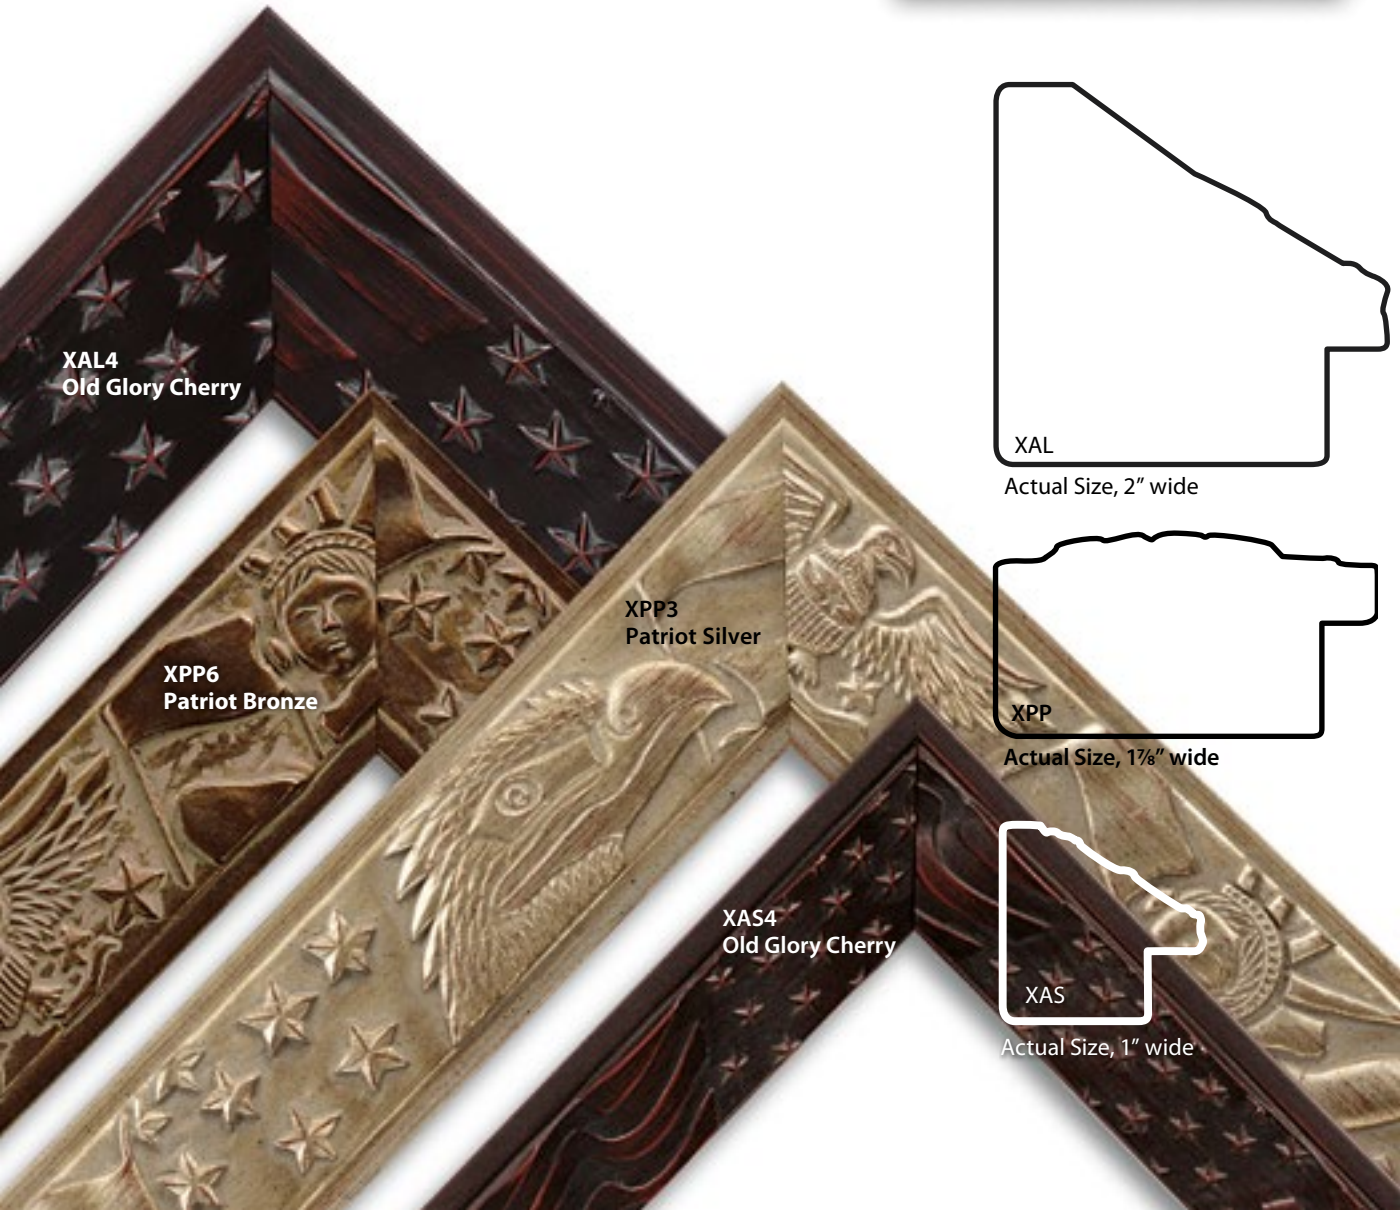 XAL4
Old Glory Cherry
XAL
Actual Size, 2” wide
XPP3
Patriot Silver
XPP6
Patriot Bronze
XPP
Actual Size, 1⅞” wide
XAS4
Old Glory Cherry
XAS
Actual Size, 1” wide